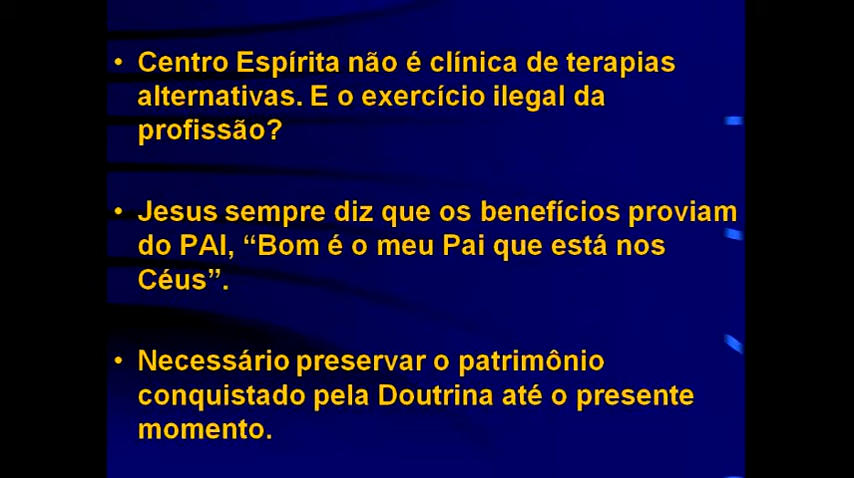 • Centro Espírita não é clínica de terapias
alternativas. E o exercício ilegal da
profissão?
• Jesus sempre diz que os benefícios proviam
do PAI, “Bom é o meu Pai que está nos
Céus”.
• Necessário preservar o patrimônio
conquistado pela Doutrina até o presente
momento.